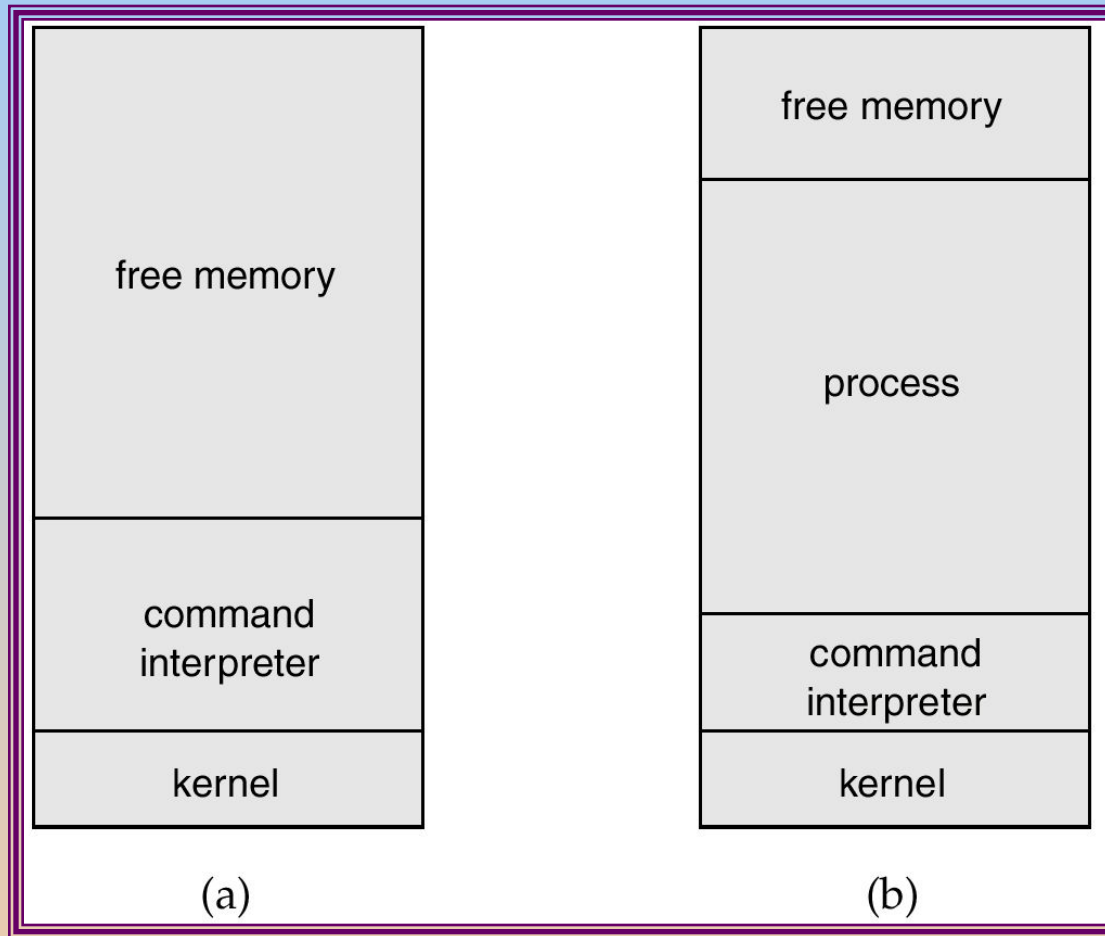 free memory
command
interpreter
kernel
(a)
free memory
process
command
interpreter
kernel
(b)